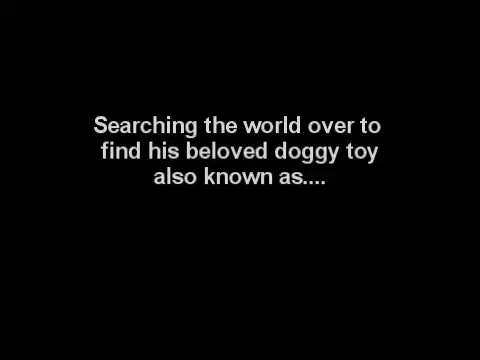 Searching the world over to
find his beloved doggy toy
also known as....